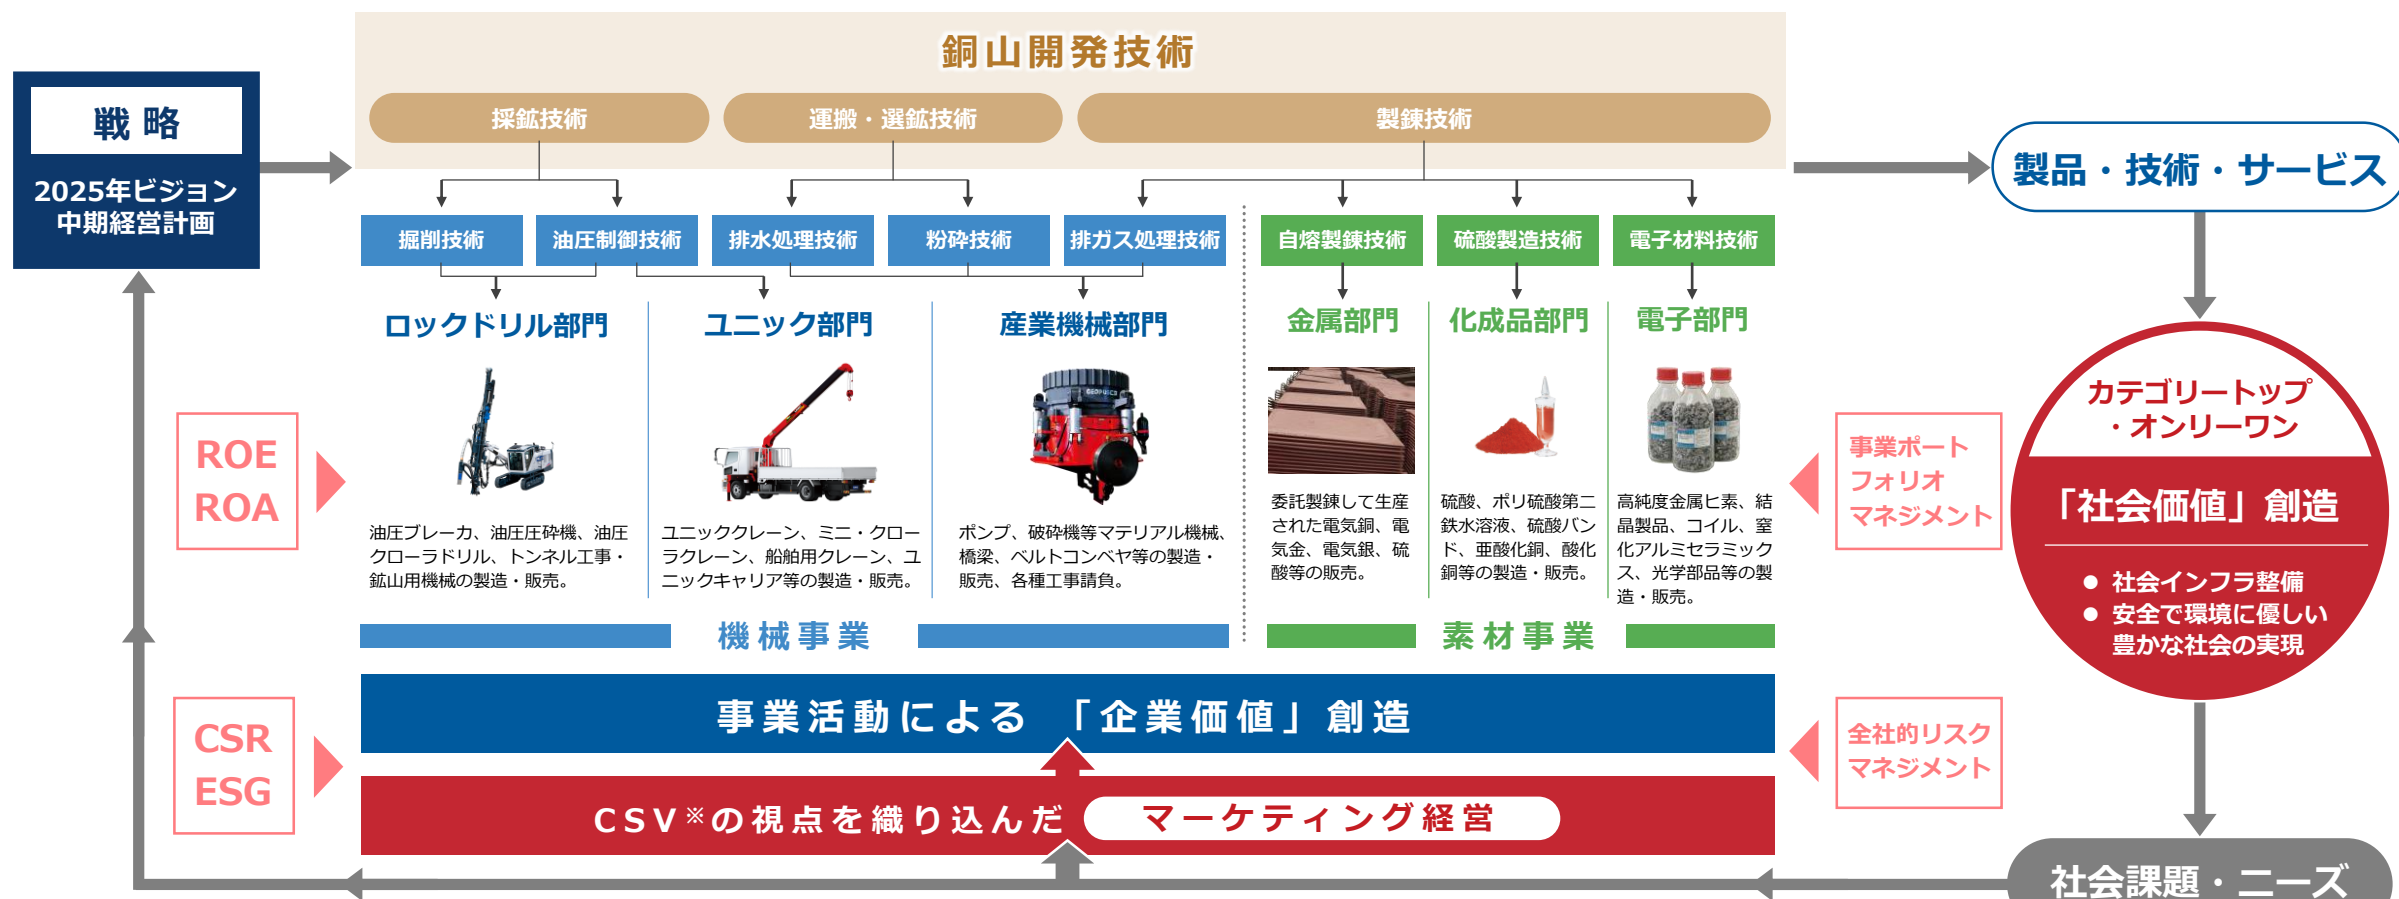 銅山開発技術
戦略
2025年ビジョン
中期経営計画
採鉱技術
運搬・選鉱技術
製錬技術
製品・技術・サービス
掘削技術
油圧制御技術
排水処理技術
粉砕技術
排ガス処理技術
自熔製錬技術
硫酸製造技術
電子材料技術
ロックドリル部門
ユニック部門
産業機械部門
金属部門
化成品部門
電子部門
油圧ブレーカ、油圧圧砕機、油圧
クローラドリル、トンネル工事・
鉱山用機械の製造・販売。
ユニッククレーン、ミニ・クロー
ラクレーン、船舶用クレーン、ユ
ニックキャリア等の製造・販売。
ポンプ、破砕機等マテリアル機械、
橋梁、ベルトコンベヤ等の製造・
販売、各種工事請負。
委託製錬して生産
された電気銅、電
気金、電気銀、硫
酸等の販売。
硫酸、ポリ硫酸第二
鉄水溶液、硫酸バン
ド、亜酸化銅、酸化
銅等の製造・販売。
高純度金属ヒ素、結
晶製品、コイル、窒
化アルミセラミック
ス、光学部品等の製
造・販売。
機械事業
素材事業
ROE
ROA
CSR
ESG
事業ポート
フォリオ
マネジメント
全社的リスク
マネジメント
カテゴリートップ
・オンリーワン
「社会価値」創造
● 社会インフラ整備
● 安全で環境に優しい
豊かな社会の実現
事業活動による「企業価値」創造
CSV※の視点を織り込んだ マーケティング経営
社会課題・ニーズ